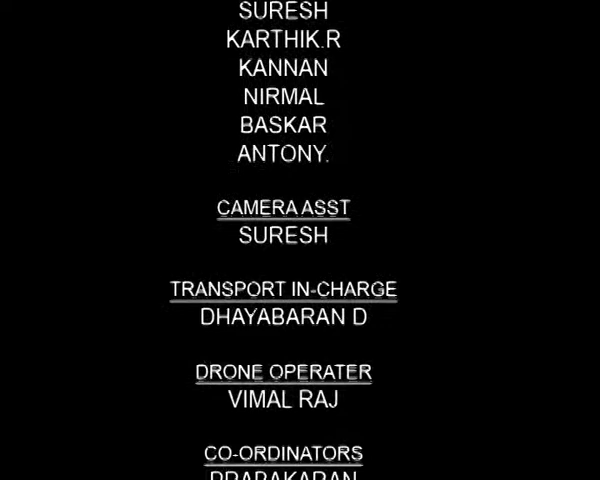 SURESH
KARTHIK.R
KANNAN
NIRMAL
BASKAR
ANTONY.
CAMERA ASST
SURESH
TRANSPORT IN-CHARGE
DHAYABARAN D
DRONE OPERATER
VIMAL RAJ
CO-ORDINATORS
PRAPAKARAN